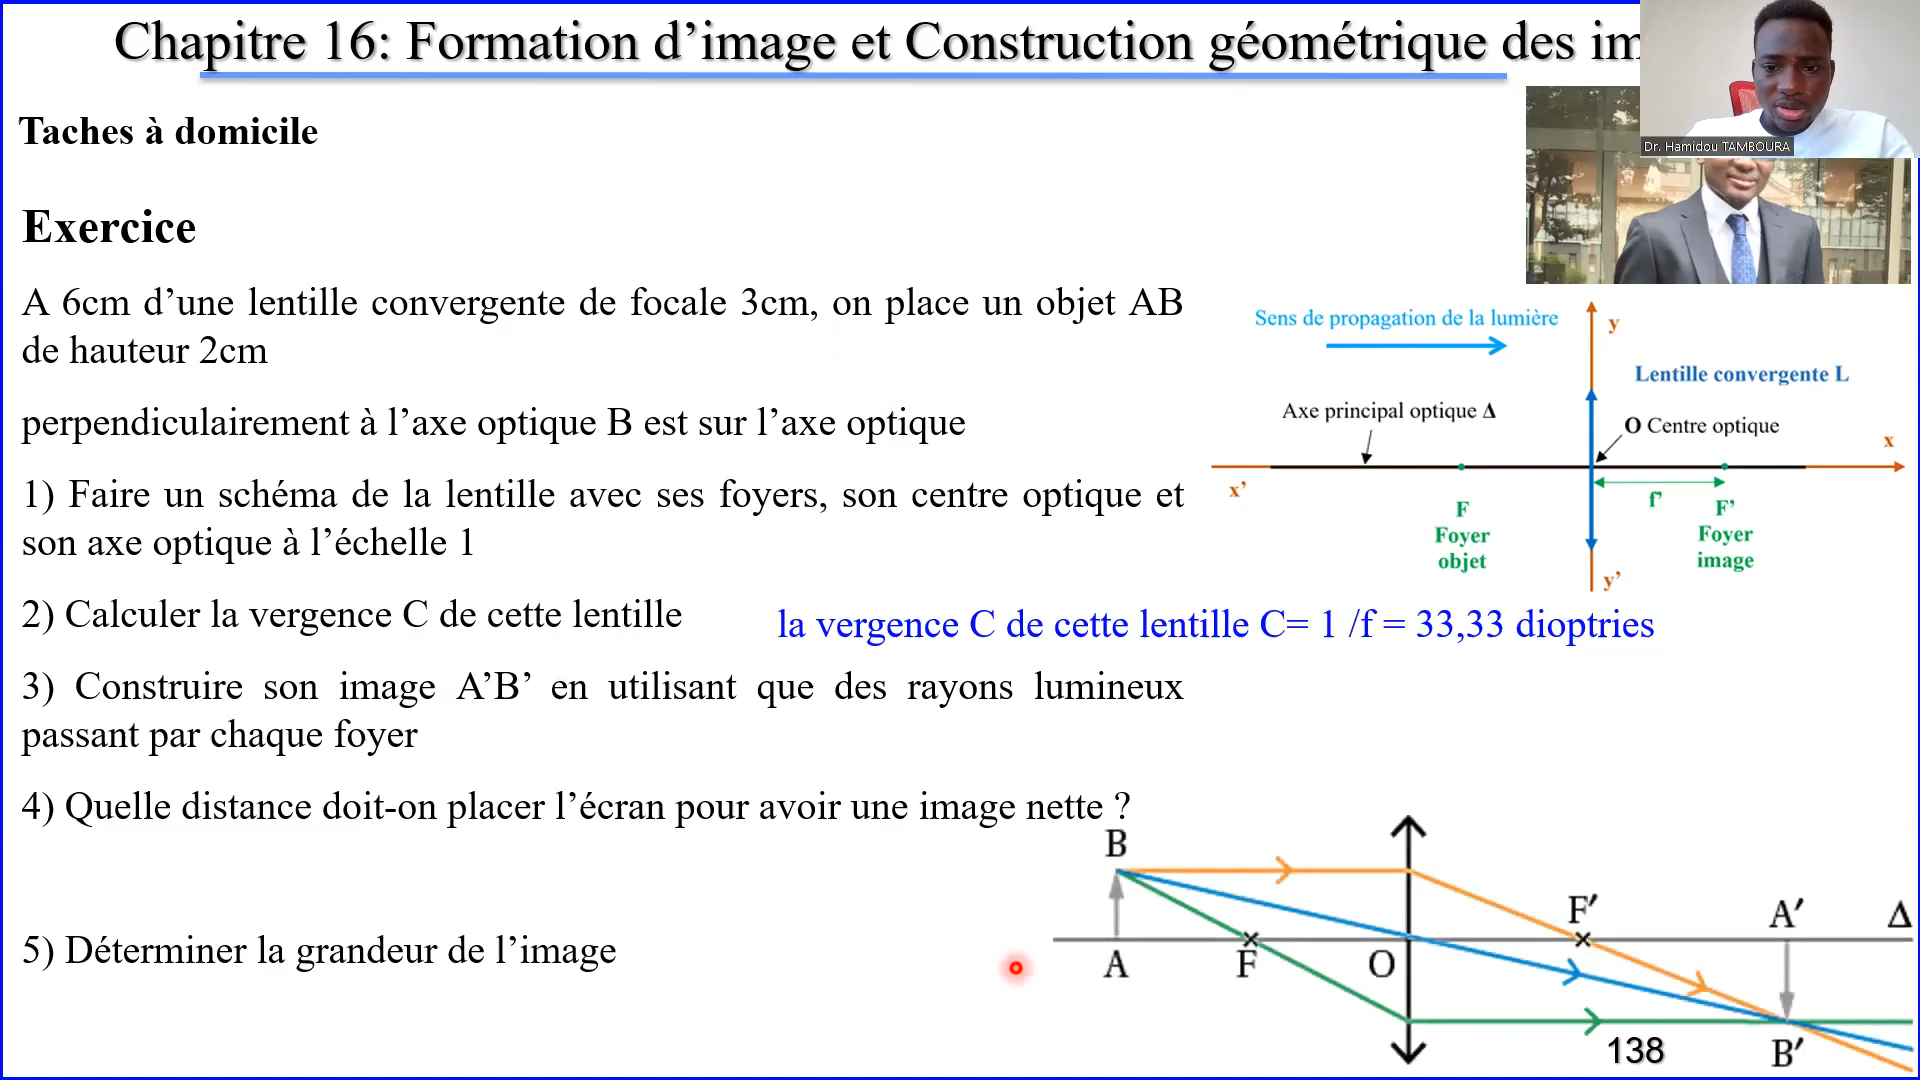 Chapitre 16: Formation d’image et Construction géométrique des im
Dr. Hamidou TAMBOURA
Taches à domicile
Exercice
A 6cm d’une lentille convergente de focale 3cm, on place un objet AB
de hauteur 2cm
perpendiculairement à l’axe optique B est sur l’axe optique
1) Faire un schéma de la lentille avec ses foyers, son centre optique et
son axe optique à l’échelle 1
2) Calculer la vergence C de cette lentille
la vergence C de cette lentille C= 1 /f = 33,33 dioptries
3) Construire son image A’B’ en utilisant que des rayons lumineux
passant par chaque foyer
4) Quelle distance doit-on placer l’écran pour avoir une image nette ?
5) Déterminer la grandeur de l’image
Sens de propagation de la lumière
y
Lentille convergente L
Axe principal optique Δ
O Centre optique
x
x’
f’
F
Foyer
objet
F’
Foyer
image
y’
B
F′
A′
Δ
A
F
O
B′
138